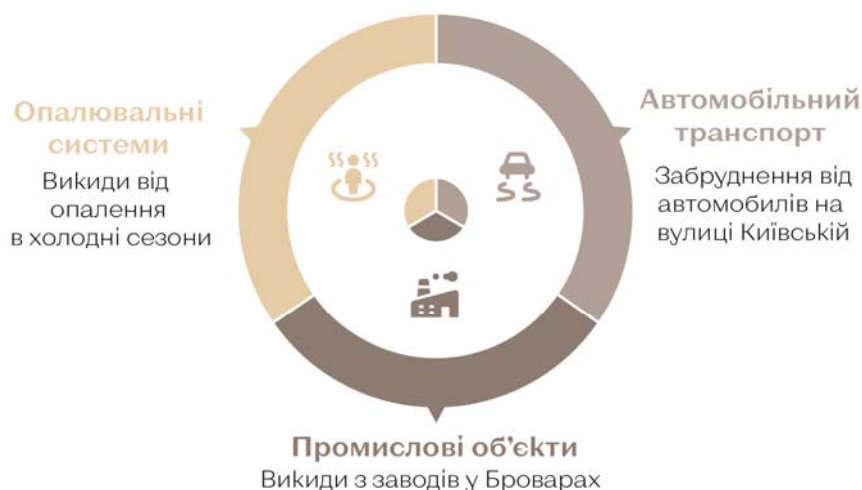 Опалювальні
системи
Викиди від
опалення
в холодні сезони
Автомобільний
транспорт
Забруднення від
автомобилів на
вулиці Київській
Промислові об’єкти
Викиди з заводів у Броварах